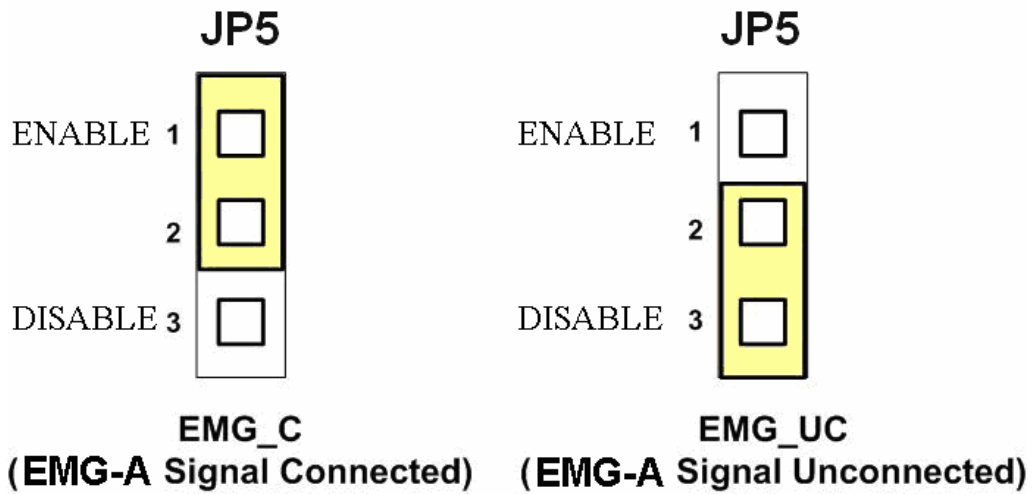 JP5
ENABLE 1
2
DISABLE 3
EMG_C
(EMG-A Signal Connected)
JP5
ENABLE 1
2
DISABLE 3
EMG_UC
(EMG-A Signal Unconnected)